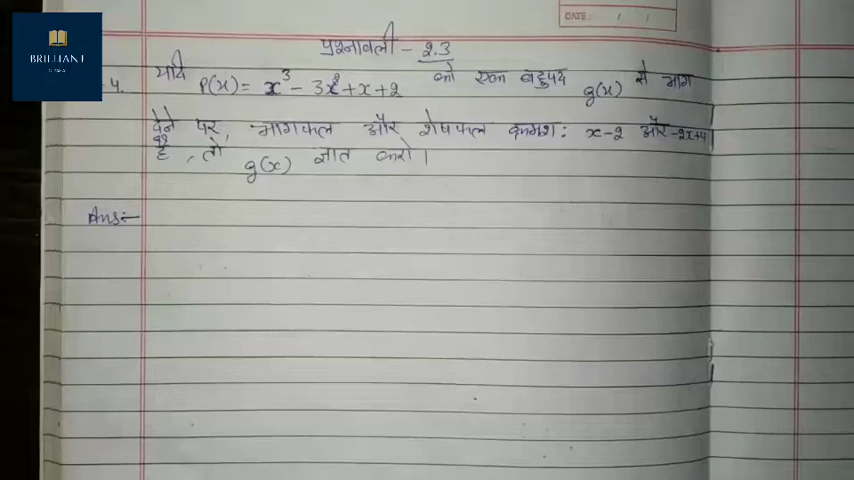 BRILLIANT
DATE: / /
प्रश्नावली - 2.3
4. यदि P(x) = x³ - 3x² + x + 2 को एक बहुपद g(x) से भाग
देने पर, भागफल और शेषफल क्रमश: x-2 और -2x+4
है, तो g(x) ज्ञात करो।
Ans:-